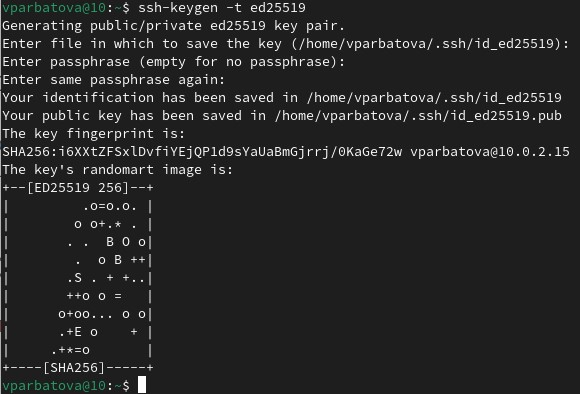 vparbatova@10:~$ ssh-keygen -t ed25519
Generating public/private ed25519 key pair.
Enter file in which to save the key (/home/vparbatova/.ssh/id_ed25519):
Enter passphrase (empty for no passphrase):
Enter same passphrase again:
Your identification has been saved in /home/vparbatova/.ssh/id_ed25519
Your public key has been saved in /home/vparbatova/.ssh/id_ed25519.pub
The key fingerprint is:
SHA256:i6XXtZFSxlDvfiYEjQP1d9sYaUaBmGjrrj/0KaGe72w vparbatova@10.0.2.15
The key's randomart image is:
+--[ED25519 256]--+
|          .o=o.o. |
|         o o+.* . |
|        . .  B O o|
|         .  o B ++|
|        .S . + +..|
|        ++o o =   |
|       o+oo... o o|
|       .+E o    + |
|      .+*=o       |
+----[SHA256]-----+
vparbatova@10:~$